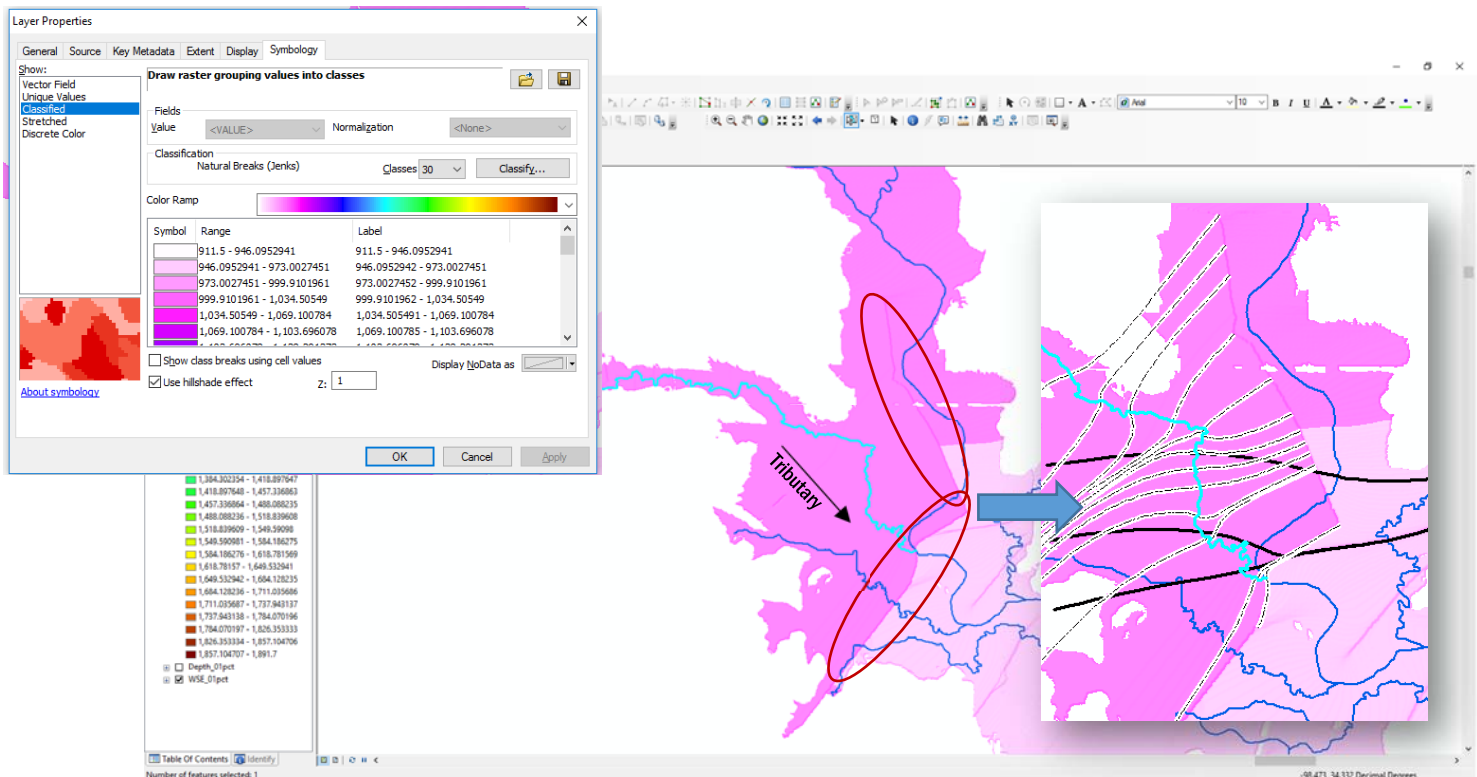 Layer Properties
General Source Key Metadata Extent Display Symbology
Show:
Vector Field
Unique Values
Classified
Stretched
Discrete Color
About symbology
Draw raster grouping values into classes
Fields
Value <VALUE> Normalization <None>
Classification
Natural Breaks (Jenks) Classes 30 Classify...
Color Ramp
Symbol Range Label
911.5 - 946.0952941 911.5 - 946.0952941
946.0952941 - 973.0027451 946.0952942 - 973.0027451
973.0027451 - 999.9101961 973.0027452 - 999.9101961
999.9101961 - 1,034.50549 999.9101962 - 1,034.50549
1,034.50549 - 1,069.100784 1,034.505491 - 1,069.100784
1,069.100784 - 1,103.696078 1,069.100785 - 1,103.696078
Show class breaks using cell values Display NoData as
Use hillshade effect Z: 1
OK Cancel Apply
Arial 10 B I U A
1,384.302354 - 1,418.897647
1,418.897648 - 1,457.336863
1,457.336864 - 1,488.088235
1,488.088236 - 1,518.839608
1,518.839609 - 1,549.59098
1,549.590981 - 1,584.186275
1,584.186276 - 1,618.781569
1,618.78157 - 1,649.532941
1,649.532942 - 1,684.128235
1,684.128236 - 1,711.035686
1,711.035687 - 1,737.943137
1,737.943138 - 1,784.070196
1,784.070197 - 1,826.353333
1,826.353334 - 1,857.104706
1,857.104707 - 1,891.7
Depth_01pct
WSE_01pct
Tributary
Table Of Contents Identify
Number of features selected: 1
-98.473 34.332 Decimal Degrees